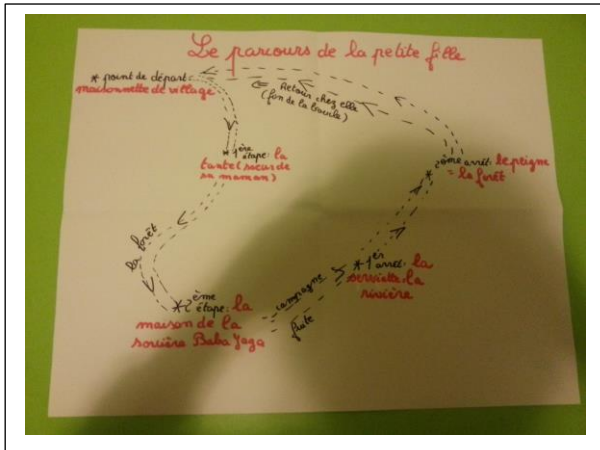 Le parcours de la petite fille
* point de départ:
maisonnette de village
Retour chez elle
(fin de la boucle)
* 1ère
étape: la
tante (sœur de
sa maman)
la forêt
* 2ème
étape: la
maison de la
sorcière Baba Yaga
campagne
fuite
* 1er
arrêt: la
serviette: la
rivière
* 2ème arrêt: le peigne
= la forêt